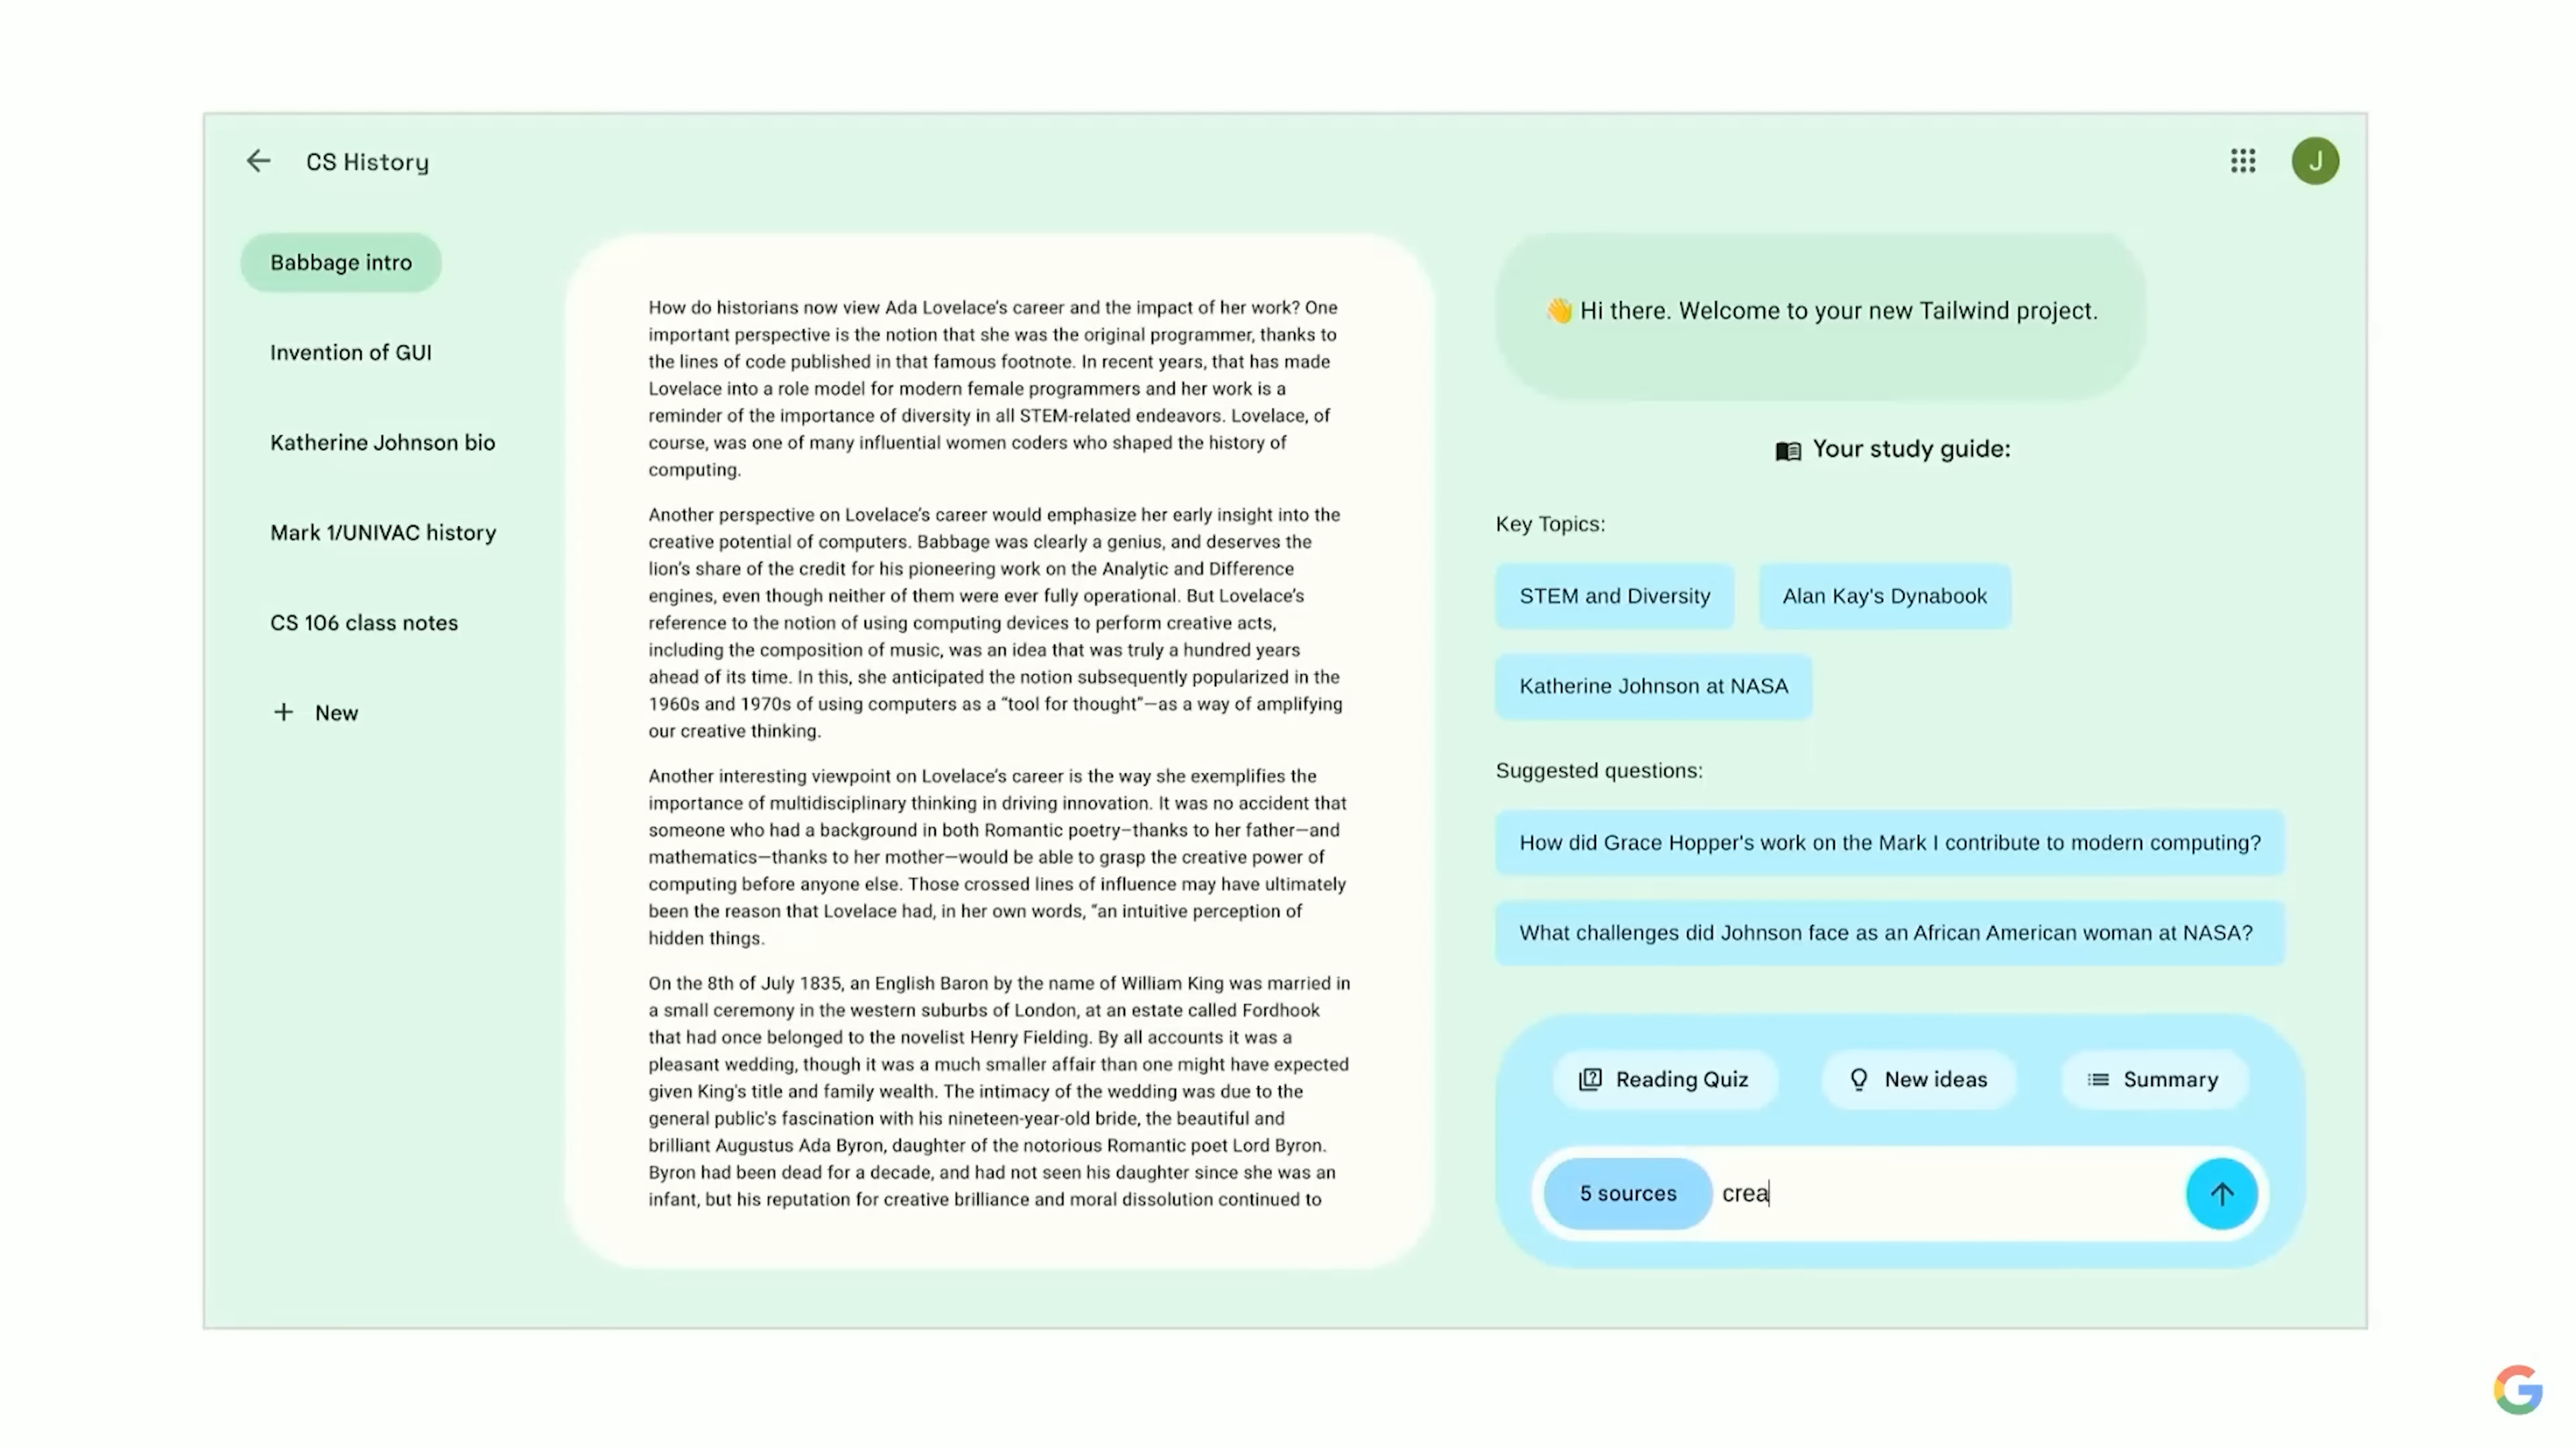 CS History
J
Babbage intro
Invention of GUI
Katherine Johnson bio
Mark 1/UNIVAC history
CS 106 class notes
+ New
How do historians now view Ada Lovelace's career and the impact of her work? One
important perspective is the notion that she was the original programmer, thanks to
the lines of code published in that famous footnote. In recent years, that has made
Lovelace into a role model for modern female programmers and her work is a
reminder of the importance of diversity in all STEM-related endeavors. Lovelace, of
course, was one of many influential women coders who shaped the history of
computing.
Another perspective on Lovelace's career would emphasize her early insight into the
creative potential of computers. Babbage was clearly a genius, and deserves the
lion's share of the credit for his pioneering work on the Analytic and Difference
engines, even though neither of them were ever fully operational. But Lovelace's
reference to the notion of using computing devices to perform creative acts,
including the composition of music, was an idea that was truly a hundred years
ahead of its time. In this, she anticipated the notion subsequently popularized in the
1960s and 1970s of using computers as a “tool for thought”—as a way of amplifying
our creative thinking.
Another interesting viewpoint on Lovelace's career is the way she exemplifies the
importance of multidisciplinary thinking in driving innovation. It was no accident that
someone who had a background in both Romantic poetry—thanks to her father—and
mathematics—thanks to her mother—would be able to grasp the creative power of
computing before anyone else. Those crossed lines of influence may have ultimately
been the reason that Lovelace had, in her own words, “an intuitive perception of
hidden things.
On the 8th of July 1835, an English Baron by the name of William King was married in
a small ceremony in the western suburbs of London, at an estate called Fordhook
that had once belonged to the novelist Henry Fielding. By all accounts it was a
pleasant wedding, though it was a much smaller affair than one might have expected
given King's title and family wealth. The intimacy of the wedding was due to the
general public's fascination with his nineteen-year-old bride, the beautiful and
brilliant Augustus Ada Byron, daughter of the notorious Romantic poet Lord Byron.
Byron had been dead for a decade, and had not seen his daughter since she was an
infant, but his reputation for creative brilliance and moral dissolution continued to
👋 Hi there. Welcome to your new Tailwind project.
Your study guide:
Key Topics:
STEM and Diversity
Alan Kay's Dynabook
Katherine Johnson at NASA
Suggested questions:
How did Grace Hopper's work on the Mark I contribute to modern computing?
What challenges did Johnson face as an African American woman at NASA?
Reading Quiz
New ideas
Summary
5 sources
crea